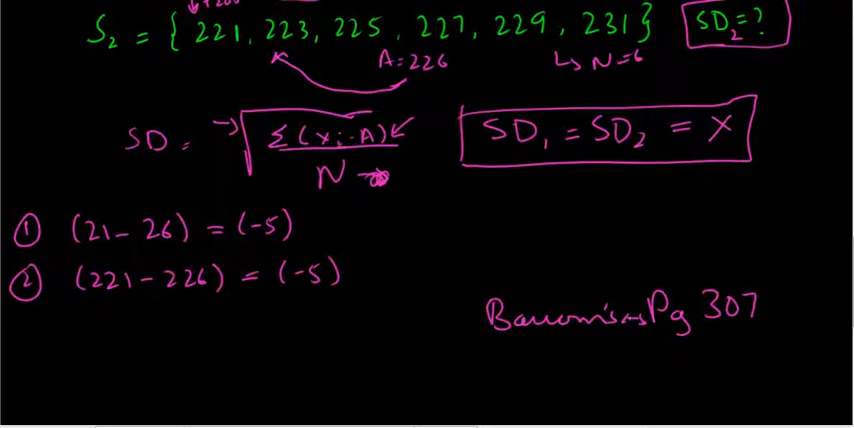 +200
S₂ = { 221, 223, 225, 227, 229, 231} SD₂=?
A=226 ↳ N=6
SD = √ Σ(xᵢ-A) / N SD₁ = SD₂ = X
① (21-26) = (-5)
② (221-226) = (-5)
Pg 307